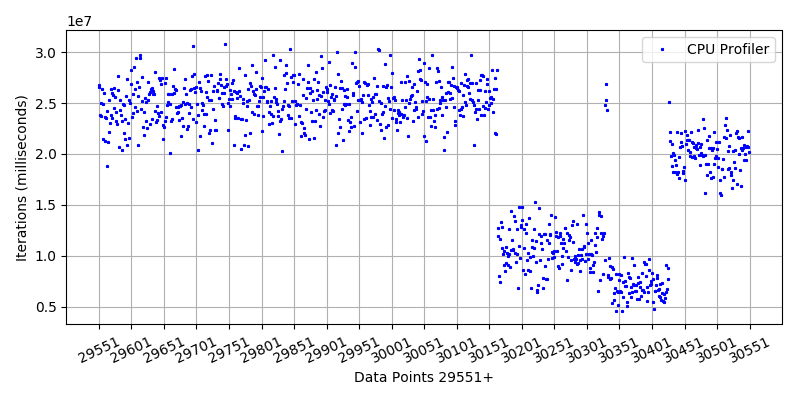 1e7
CPU Profiler
3.0
2.5
2.0
1.5
1.0
0.5
Iterations (milliseconds)
29551 29601 29651 29701 29751 29801 29851 29901 29951 30001 30051 30101 30151 30201 30251 30301 30351 30401 30451 30501 30551
Data Points 29551+